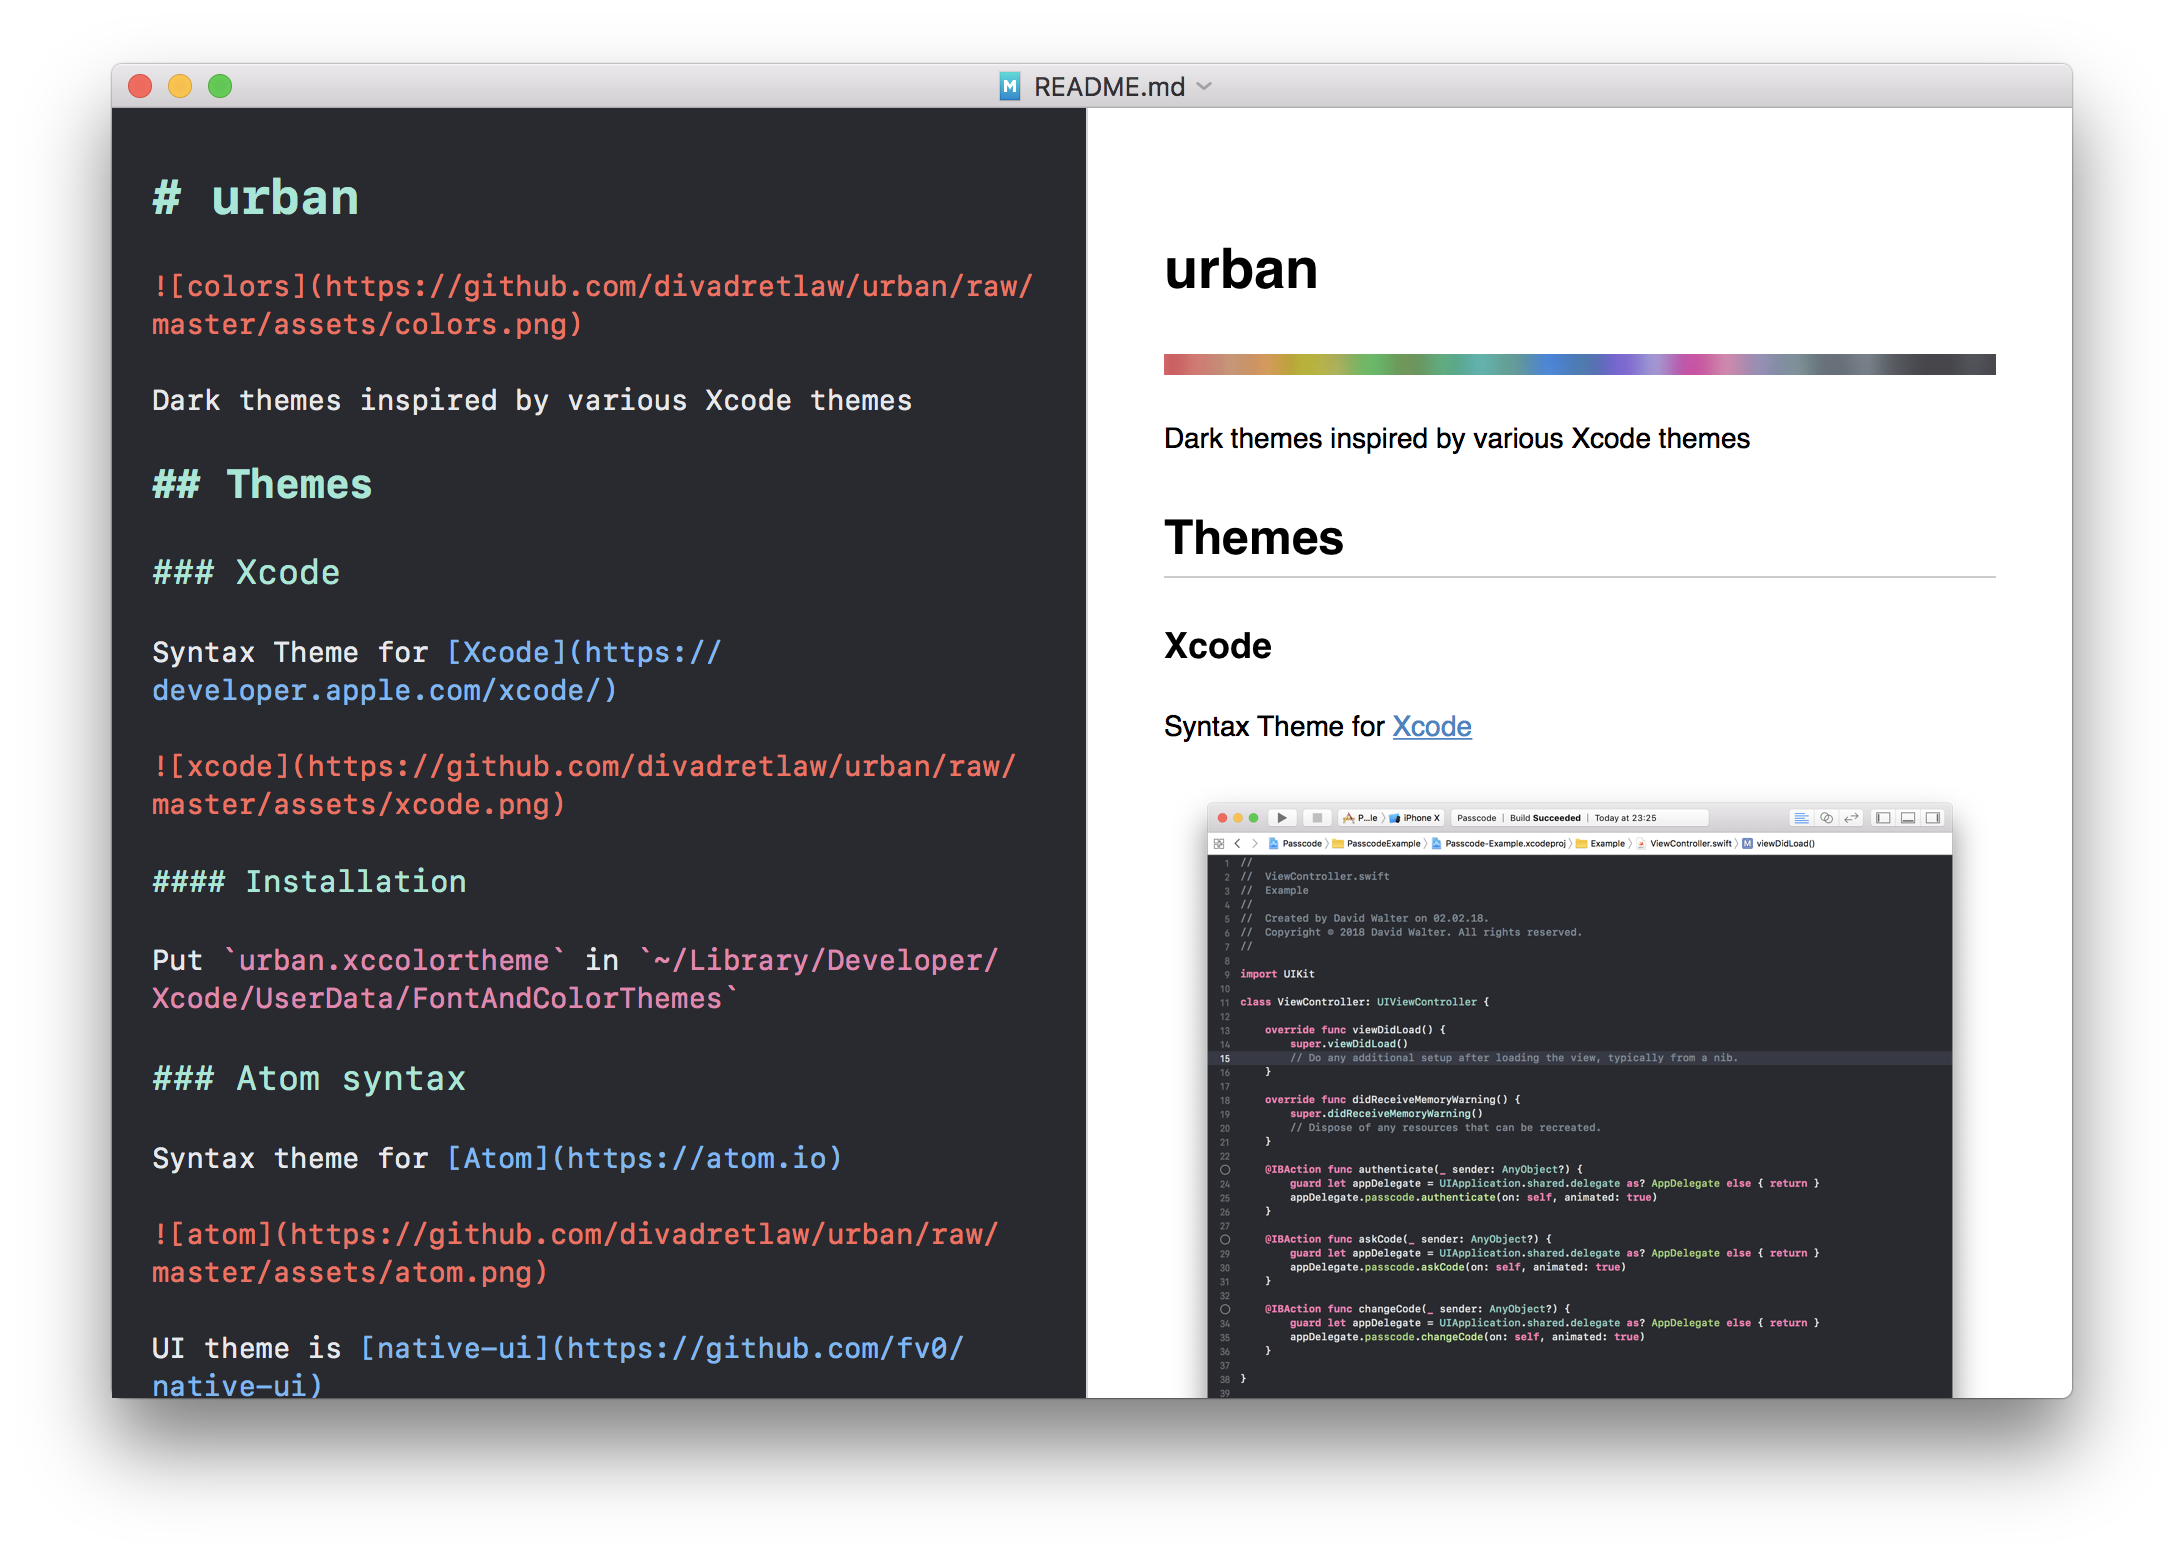 README.md
# urban
![colors](https://github.com/divadretlaw/urban/raw/
master/assets/colors.png)
Dark themes inspired by various Xcode themes
## Themes
### Xcode
Syntax Theme for [Xcode](https://
developer.apple.com/xcode/)
![xcode](https://github.com/divadretlaw/urban/raw/
master/assets/xcode.png)
#### Installation
Put `urban.xccolortheme` in `~/Library/Developer/
Xcode/UserData/FontAndColorThemes`
### Atom syntax
Syntax theme for [Atom](https://atom.io)
![atom](https://github.com/divadretlaw/urban/raw/
master/assets/atom.png)
UI theme is [native-ui](https://github.com/fv0/
native-ui)
urban
Dark themes inspired by various Xcode themes
Themes
Xcode
Syntax Theme for Xcode
P...le 〉 iPhone X Passcode | Build Succeeded | Today at 23:25
Passcode 〉 PasscodeExample 〉 Passcode-Example.xcodeproj 〉 Example 〉 ViewController.swift 〉 M viewDidLoad()
1 //
2 //  ViewController.swift
3 //  Example
4 //
5 //  Created by David Walter on 02.02.18.
6 //  Copyright © 2018 David Walter. All rights reserved.
7 //
8
9 import UIKit
10
11 class ViewController: UIViewController {
12
13     override func viewDidLoad() {
14         super.viewDidLoad()
15         // Do any additional setup after loading the view, typically from a nib.
16     }
17
18     override func didReceiveMemoryWarning() {
19         super.didReceiveMemoryWarning()
20         // Dispose of any resources that can be recreated.
21     }
22
@IBAction func authenticate(_ sender: AnyObject?) {
24         guard let appDelegate = UIApplication.shared.delegate as? AppDelegate else { return }
25         appDelegate.passcode.authenticate(on: self, animated: true)
26     }
27
@IBAction func askCode(_ sender: AnyObject?) {
29         guard let appDelegate = UIApplication.shared.delegate as? AppDelegate else { return }
30         appDelegate.passcode.askCode(on: self, animated: true)
31     }
32
@IBAction func changeCode(_ sender: AnyObject?) {
34         guard let appDelegate = UIApplication.shared.delegate as? AppDelegate else { return }
35         appDelegate.passcode.changeCode(on: self, animated: true)
36     }
37
38 }
39